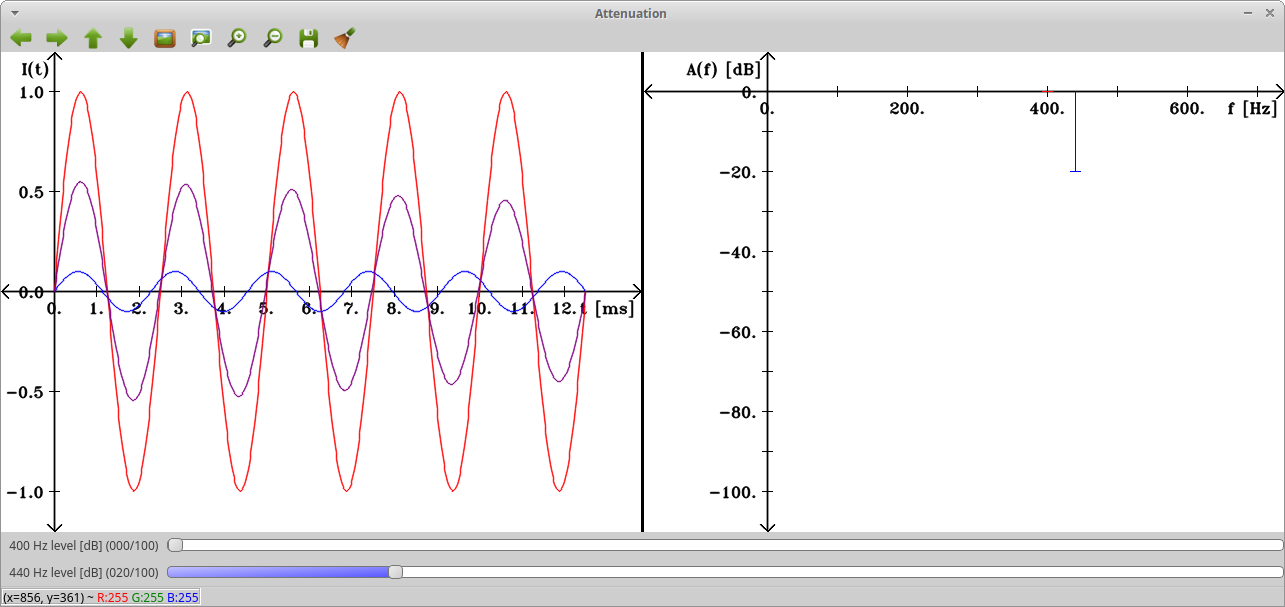 Attenuation
I(t)
1.0
0.5
0.0
-0.5
-1.0
0. 1. 2. 3. 4. 5. 6. 7. 8. 9. 10. 11. 12. t [ms]
A(f) [dB]
0.
0. 200. 400. 600. f [Hz]
-20.
-40.
-60.
-80.
-100.
400 Hz level [dB] (000/100)
440 Hz level [dB] (020/100)
(x=856, y=361) ~ R:255 G:255 B:255